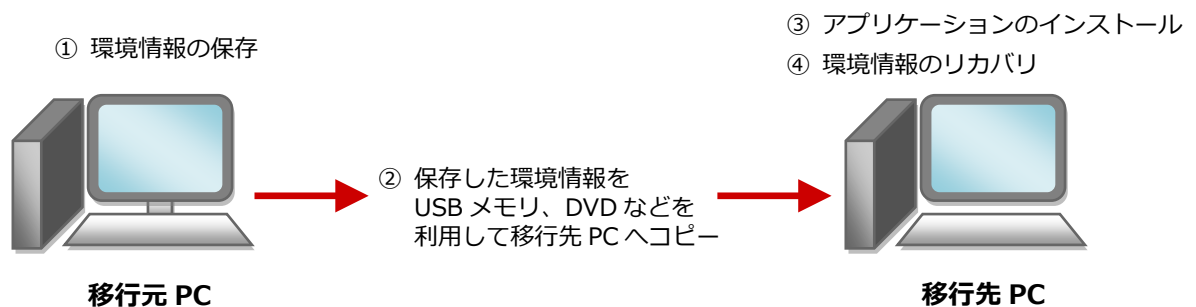 ① 環境情報の保存
③ アプリケーションのインストール
④ 環境情報のリカバリ
② 保存した環境情報を
USB メモリ、DVD などを
利用して移行先 PC へコピー
移行元 PC
移行先 PC